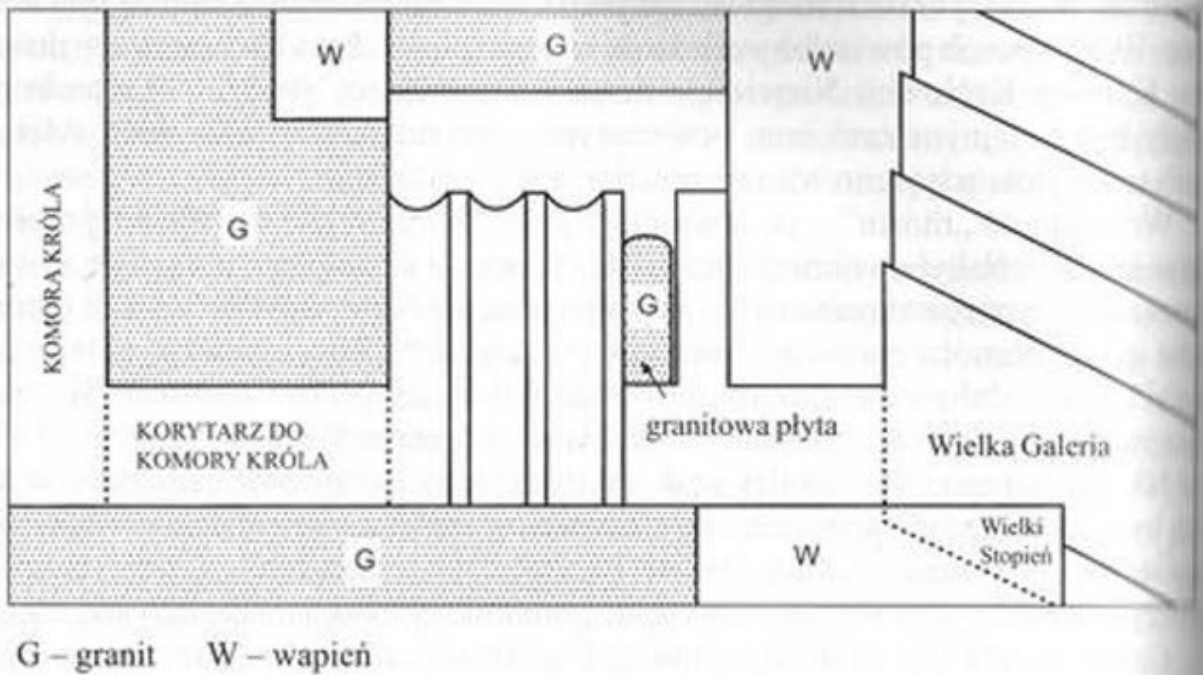 W
G
W
KOMORA KRÓLA
G
G
granitowa płyta
KORYTARZ DO
KOMORY KRÓLA
Wielka Galeria
Wielki
Stopień
G
W
G – granit W – wapień